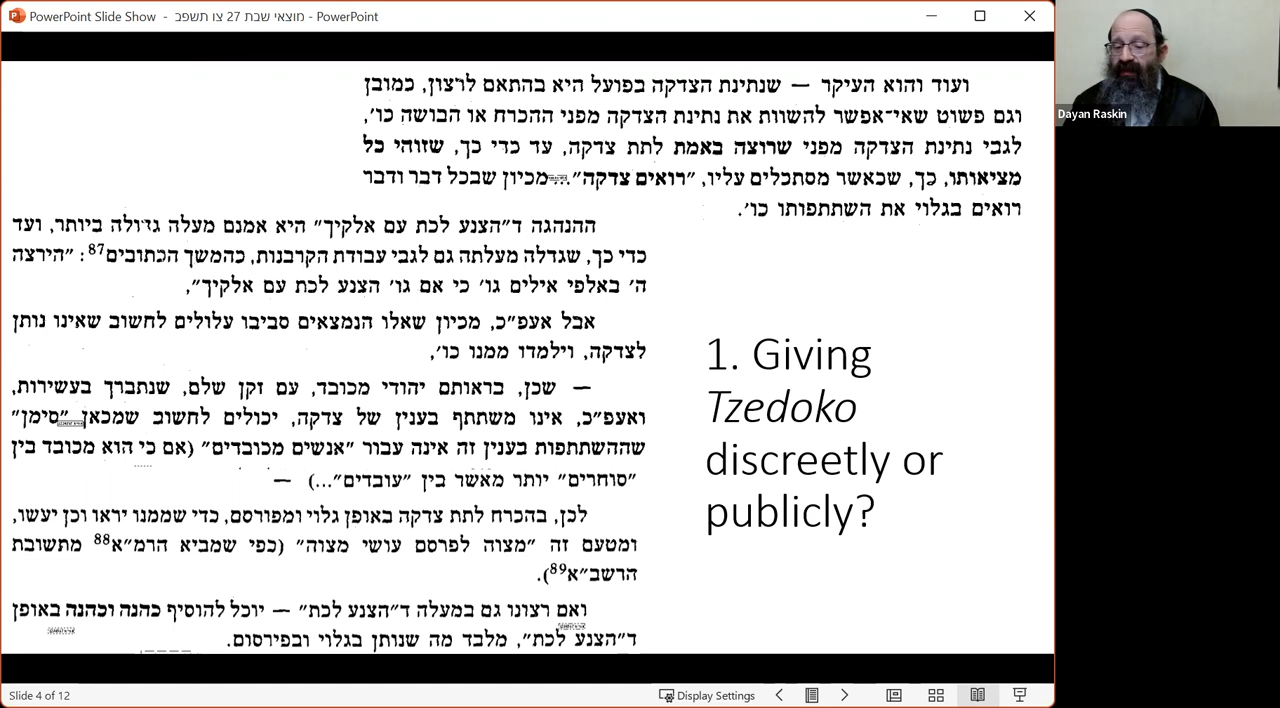 PowerPoint Slide Show - מוצאי שבת 27 צו תשפב - PowerPoint
Dayan Raskin
ועוד והוא העיקר — שנתינת הצדקה בפועל היא בהתאם לרצון, כמובן
וגם פשוט שאי־אפשר להשוות את נתינת הצדקה מפני ההכרח או הבושה כו׳,
לגבי נתינת הצדקה מפני שרוצה באמת לתת צדקה, עד כדי כך, שזוהי כל
מציאותו, כך, שכאשר מסתכלים עליו, ״רואים צדקה״... מכיון שבכל דבר ודבר
רואים בגלוי את השתתפותו כו׳.
ההנהגה ד״הצנע לכת עם אלקיך״ היא אמנם מעלה גדולה ביותר, ועד
כדי כך, שגדלה מעלתה גם לגבי עבודת הקרבנות, כהמשך הכתובים87: ״הירצה
ה׳ באלפי אילים גו׳ כי אם גו׳ הצנע לכת עם אלקיך״,
אבל אעפ״כ, מכיון שאלו הנמצאים סביבו עלולים לחשוב שאינו נותן
לצדקה, וילמדו ממנו כו׳,
— שכן, בראותם יהודי מכובד, עם זקן שלם, שנתברך בעשירות,
ואעפ״כ, אינו משתתף בענין של צדקה, יכולים לחשוב שמכאן ״סימן״
שההשתתפות בענין זה אינה עבור ״אנשים מכובדים״ (אם כי הוא מכובד בין
״סוחרים״ יותר מאשר בין ״עובדים״...) —
לכן, בהכרח לתת צדקה באופן גלוי ומפורסם, כדי שממנו יראו וכן יעשו,
ומטעם זה ״מצוה לפרסם עושי מצוה״ (כפי שמביא הרמ״א88 מתשובת
הרשב״א89).
ואם רצונו גם במעלה ד״הצנע לכת״ — יוכל להוסיף כהנה וכהנה באופן
ד״הצנע לכת״, מלבד מה שנותן בגלוי ובפירסום.
1. Giving
Tzedoko
discreetly or
publicly?
Slide 4 of 12
Display Settings